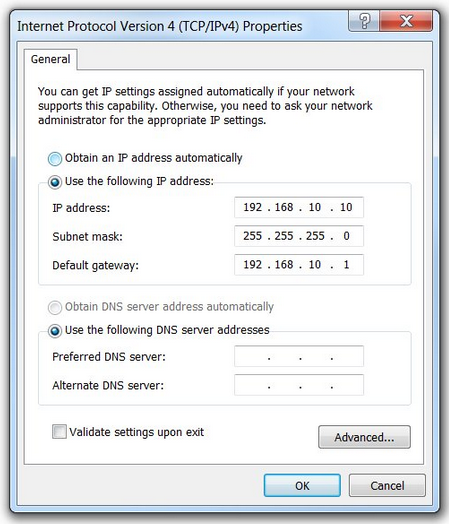 Internet Protocol Version 4 (TCP/IPv4) Properties
General
You can get IP settings assigned automatically if your network
supports this capability. Otherwise, you need to ask your network
administrator for the appropriate IP settings.
Obtain an IP address automatically
Use the following IP address:
IP address: 192 . 168 . 10 . 10
Subnet mask: 255 . 255 . 255 . 0
Default gateway: 192 . 168 . 10 . 1
Obtain DNS server address automatically
Use the following DNS server addresses
Preferred DNS server: . . .
Alternate DNS server: . . .
Validate settings upon exit
Advanced...
OK Cancel